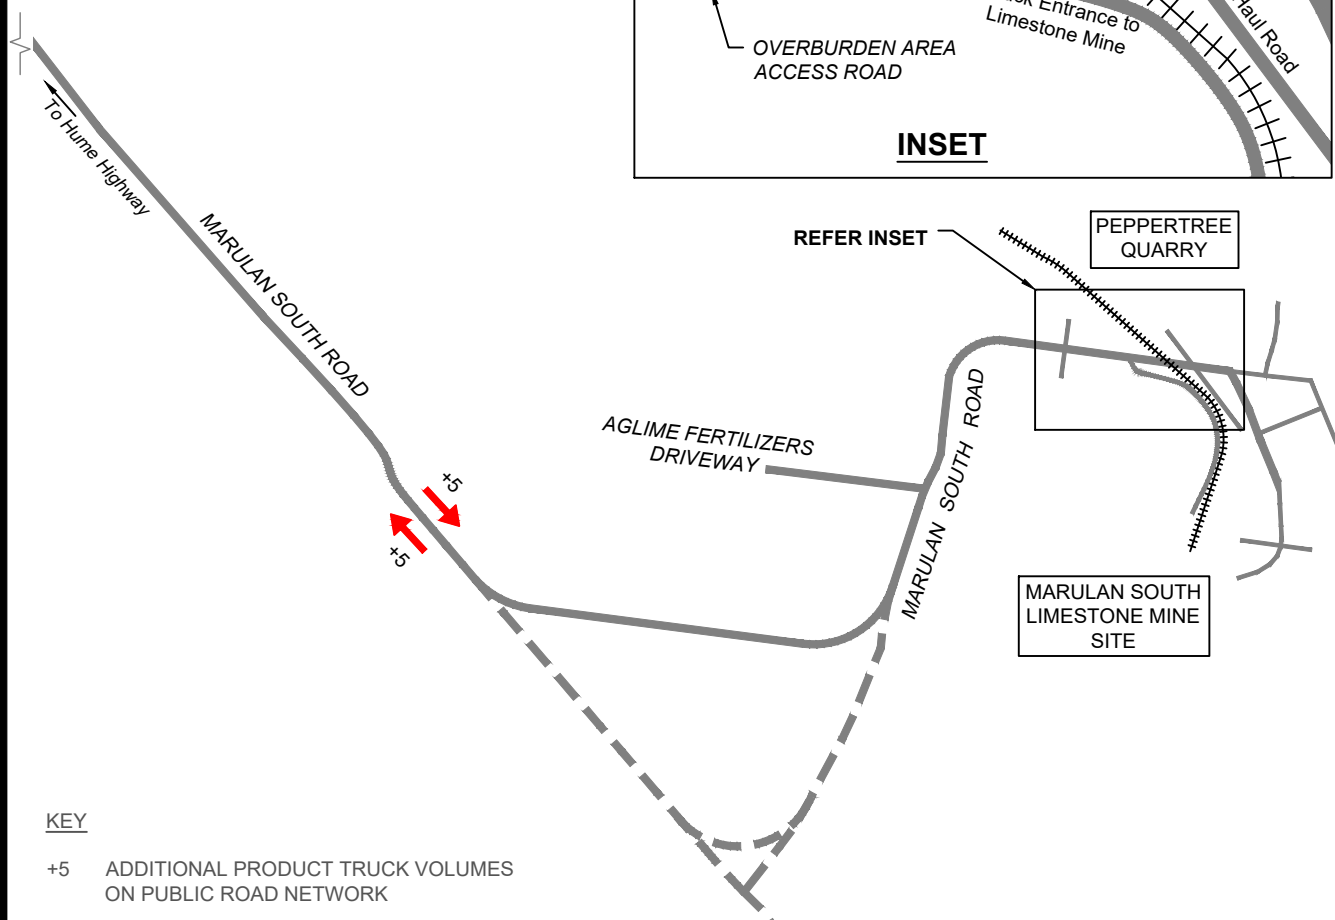 Entrance to
Limestone Mine
Haul Road
OVERBURDEN AREA
ACCESS ROAD
INSET
To Hume Highway
MARULAN SOUTH ROAD
REFER INSET
PEPPERTREE
QUARRY
AGLIME FERTILIZERS
DRIVEWAY
MARULAN SOUTH ROAD
+5
+5
MARULAN SOUTH
LIMESTONE MINE
SITE
KEY
+5 ADDITIONAL PRODUCT TRUCK VOLUMES
ON PUBLIC ROAD NETWORK